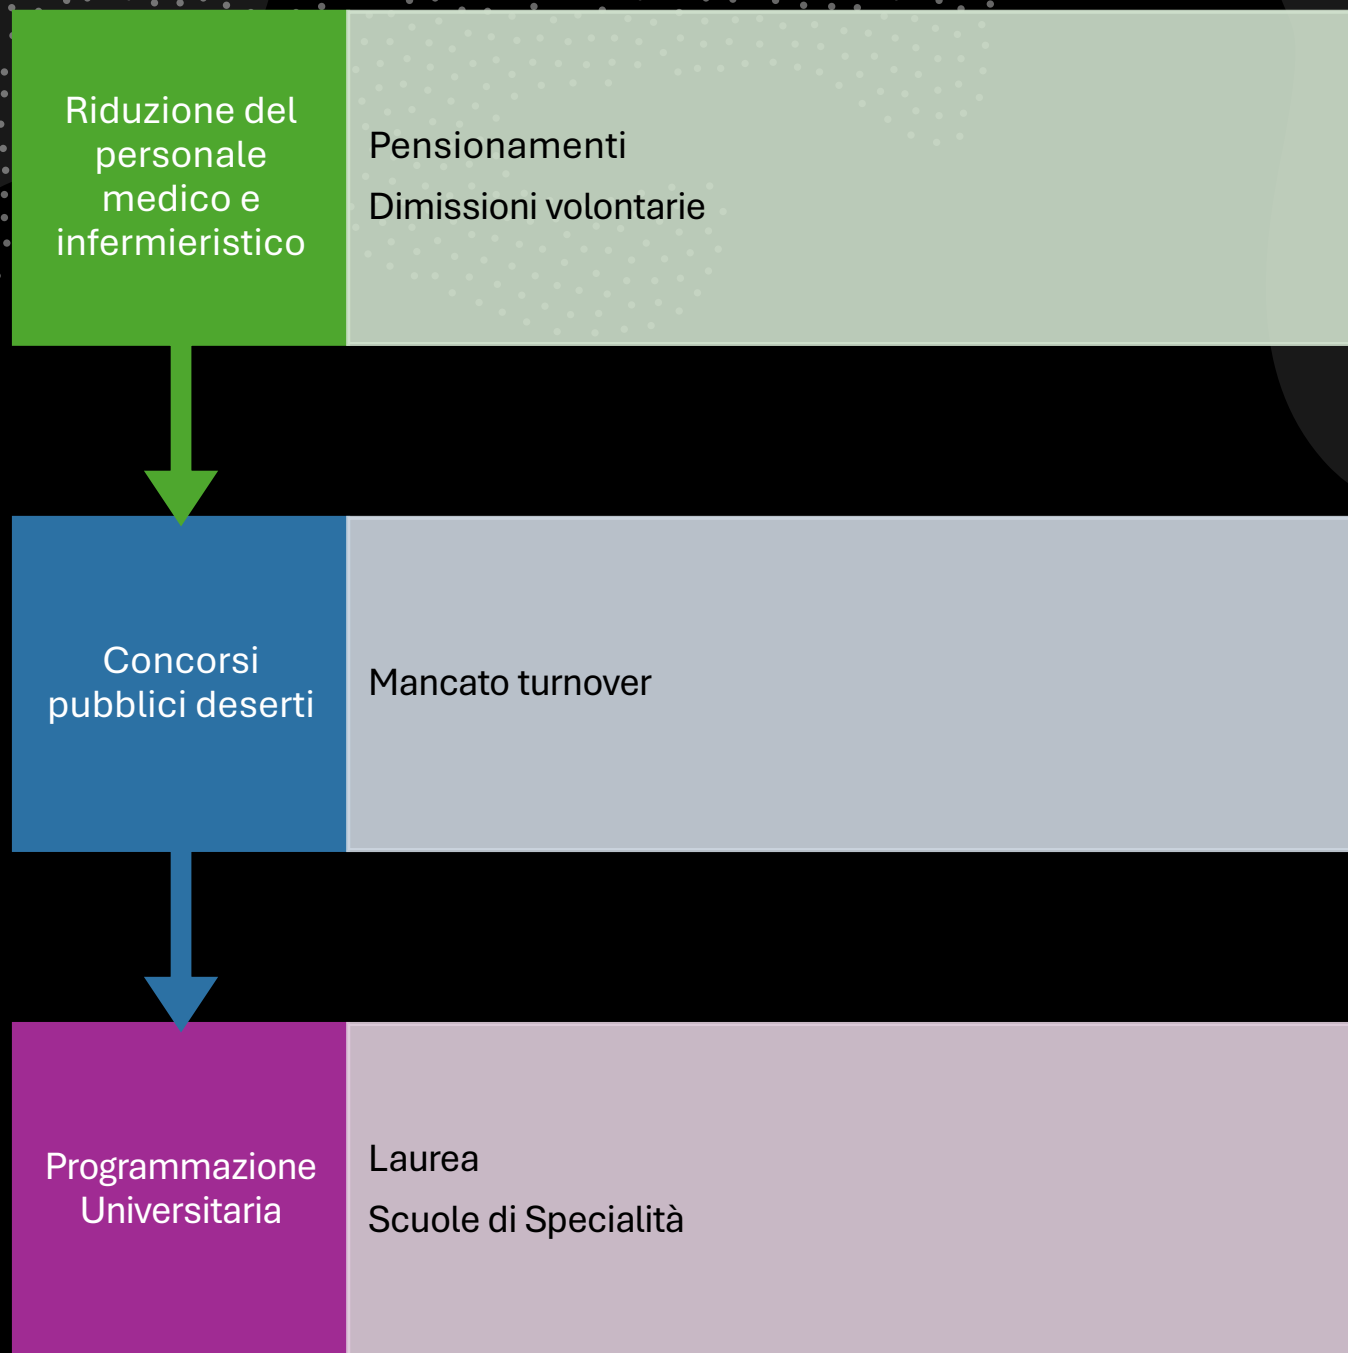 Riduzione del
personale
medico e
infermieristico
Pensionamenti
Dimissioni volontarie
Concorsi
pubblici deserti
Mancato turnover
Programmazione
Universitaria
Laurea
Scuole di Specialità